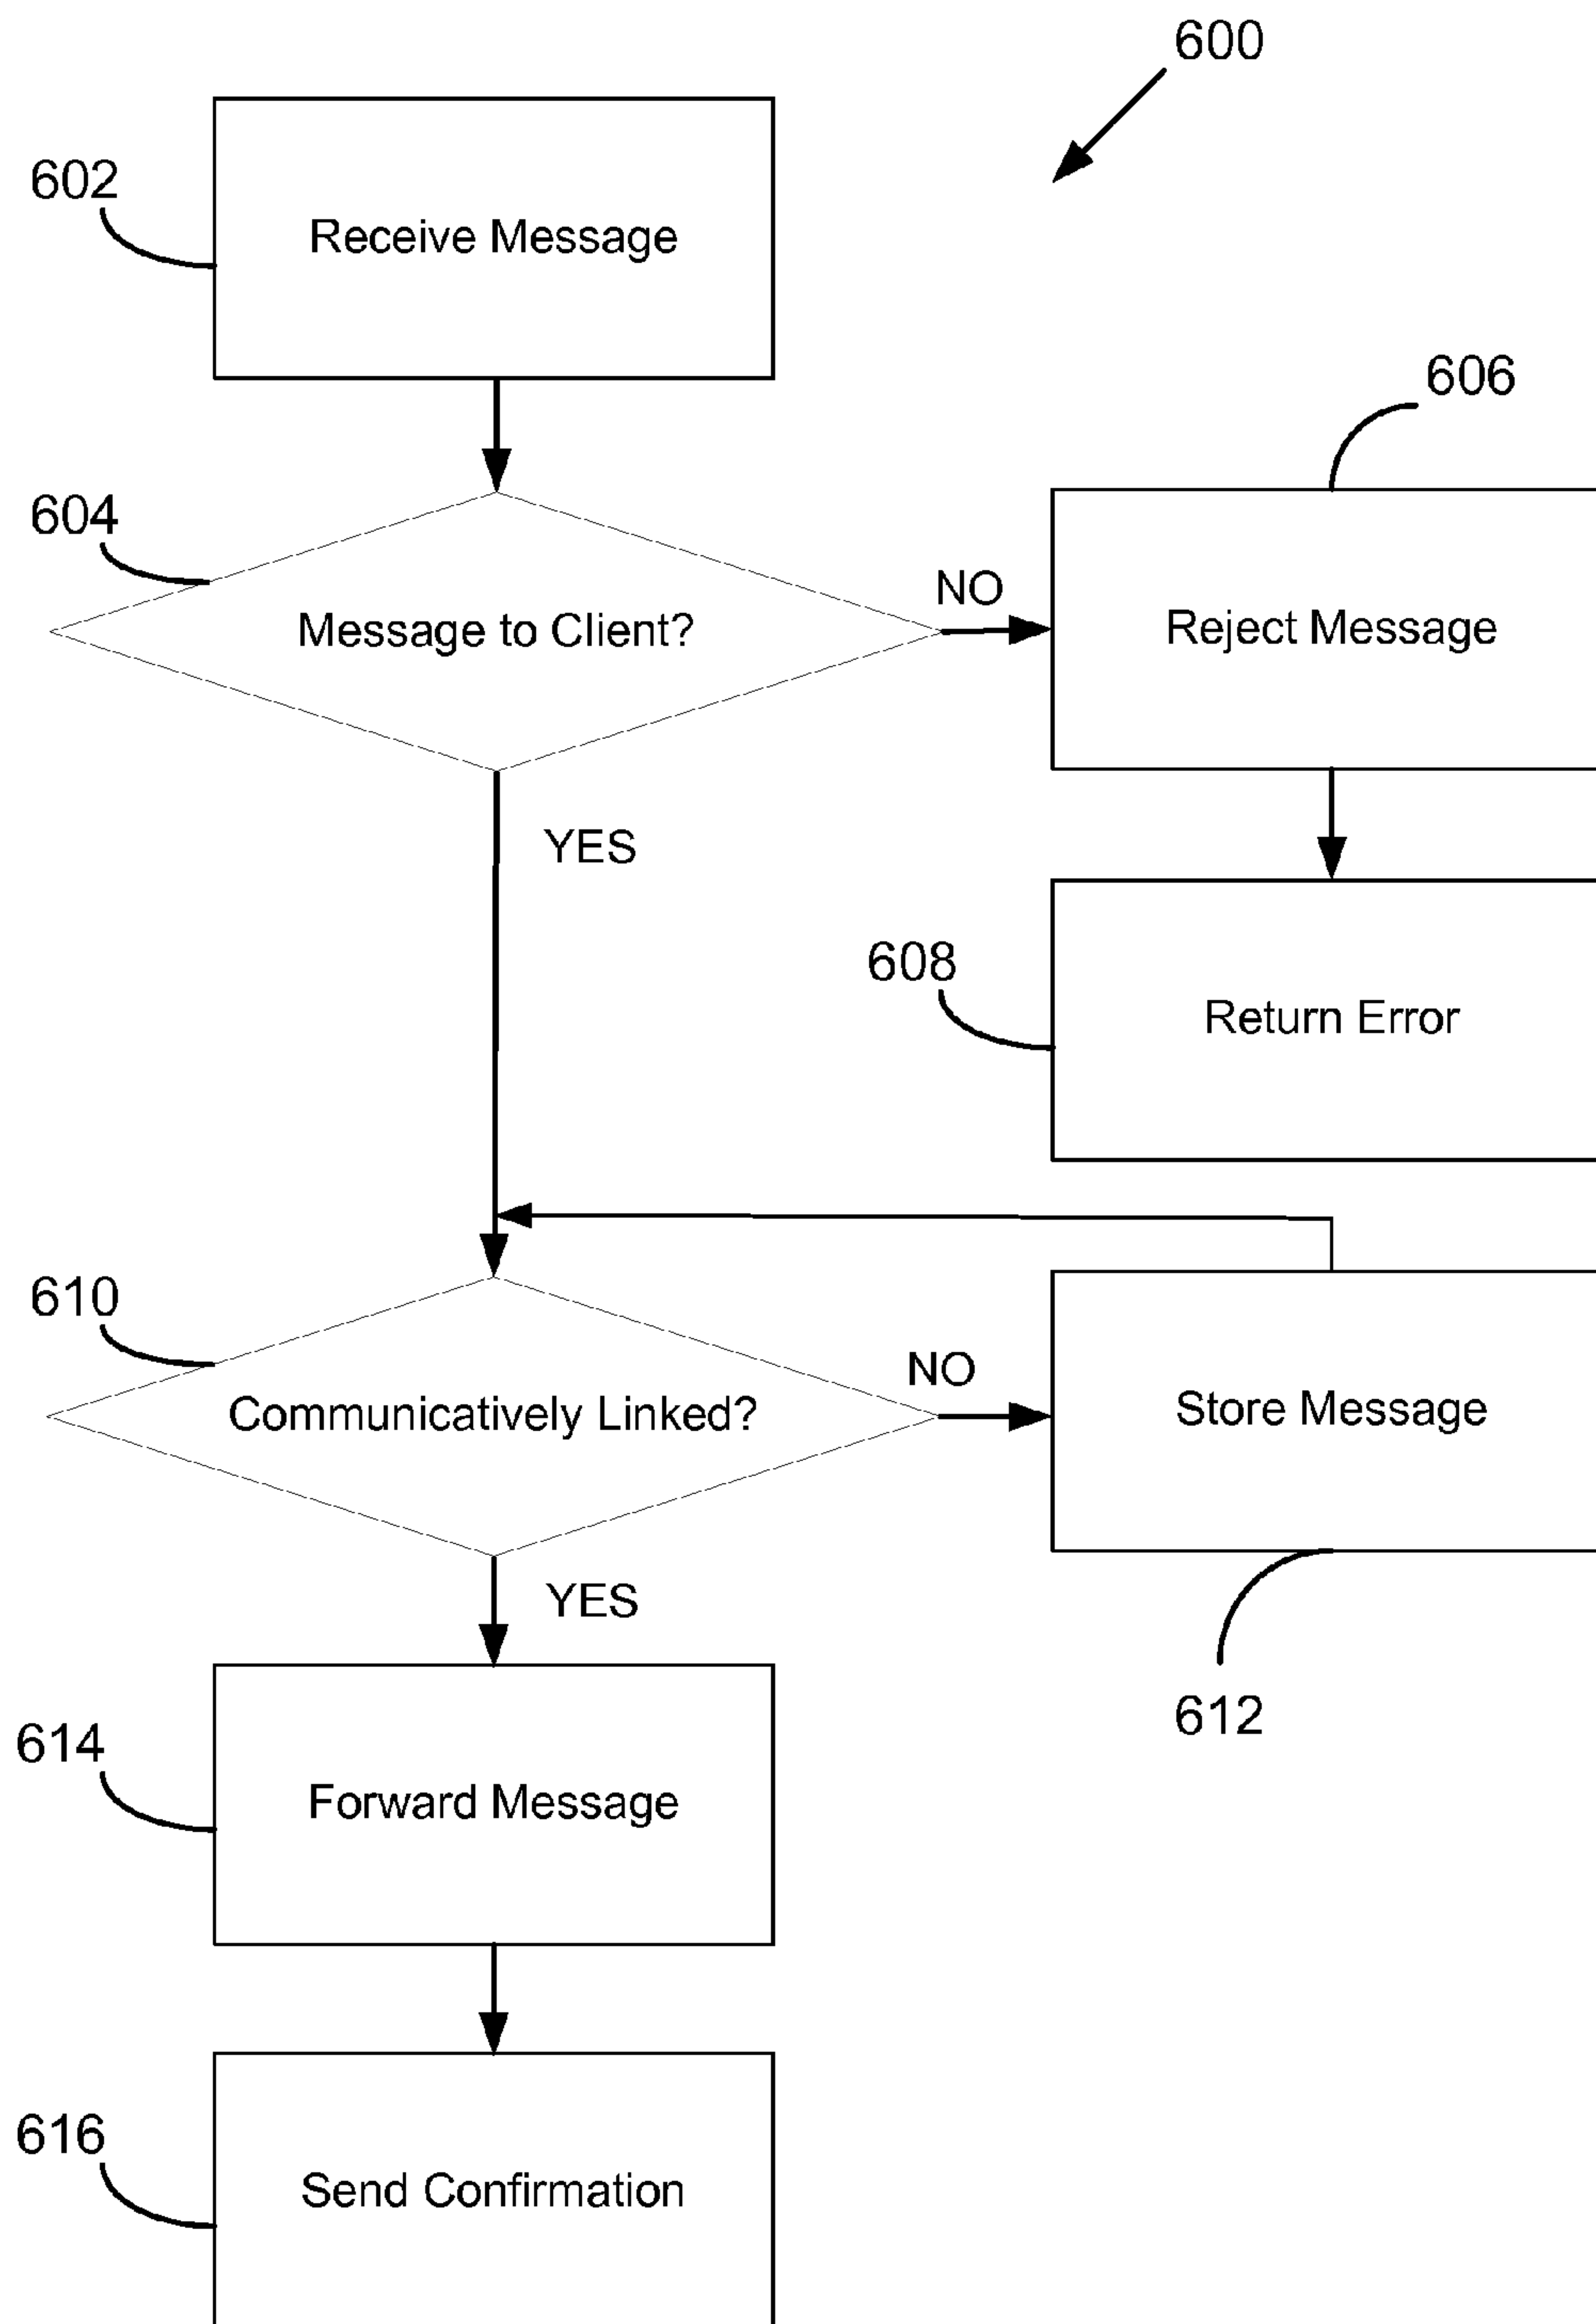 600
602
Receive Message
606
604
NO
Message to Client?
Reject Message
YES
608
Return Error
610
NO
Communicatively Linked?
Store Message
YES
612
614
Forward Message
616
Send Confirmation